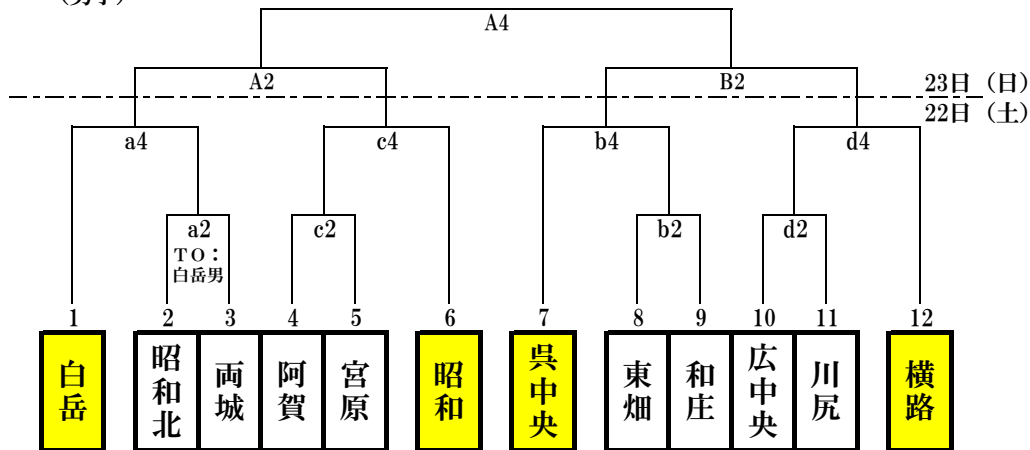 A4
A2
B2
23日（日）
22日（土）
a4
c4
b4
d4
a2
c2
b2
d2
TO：
白岳男
1
2
3
4
5
6
7
8
9
10
11
12
白岳
昭和北
両城
阿賀
宮原
昭和
呉中央
東畑
和庄
広中央
川尻
横路